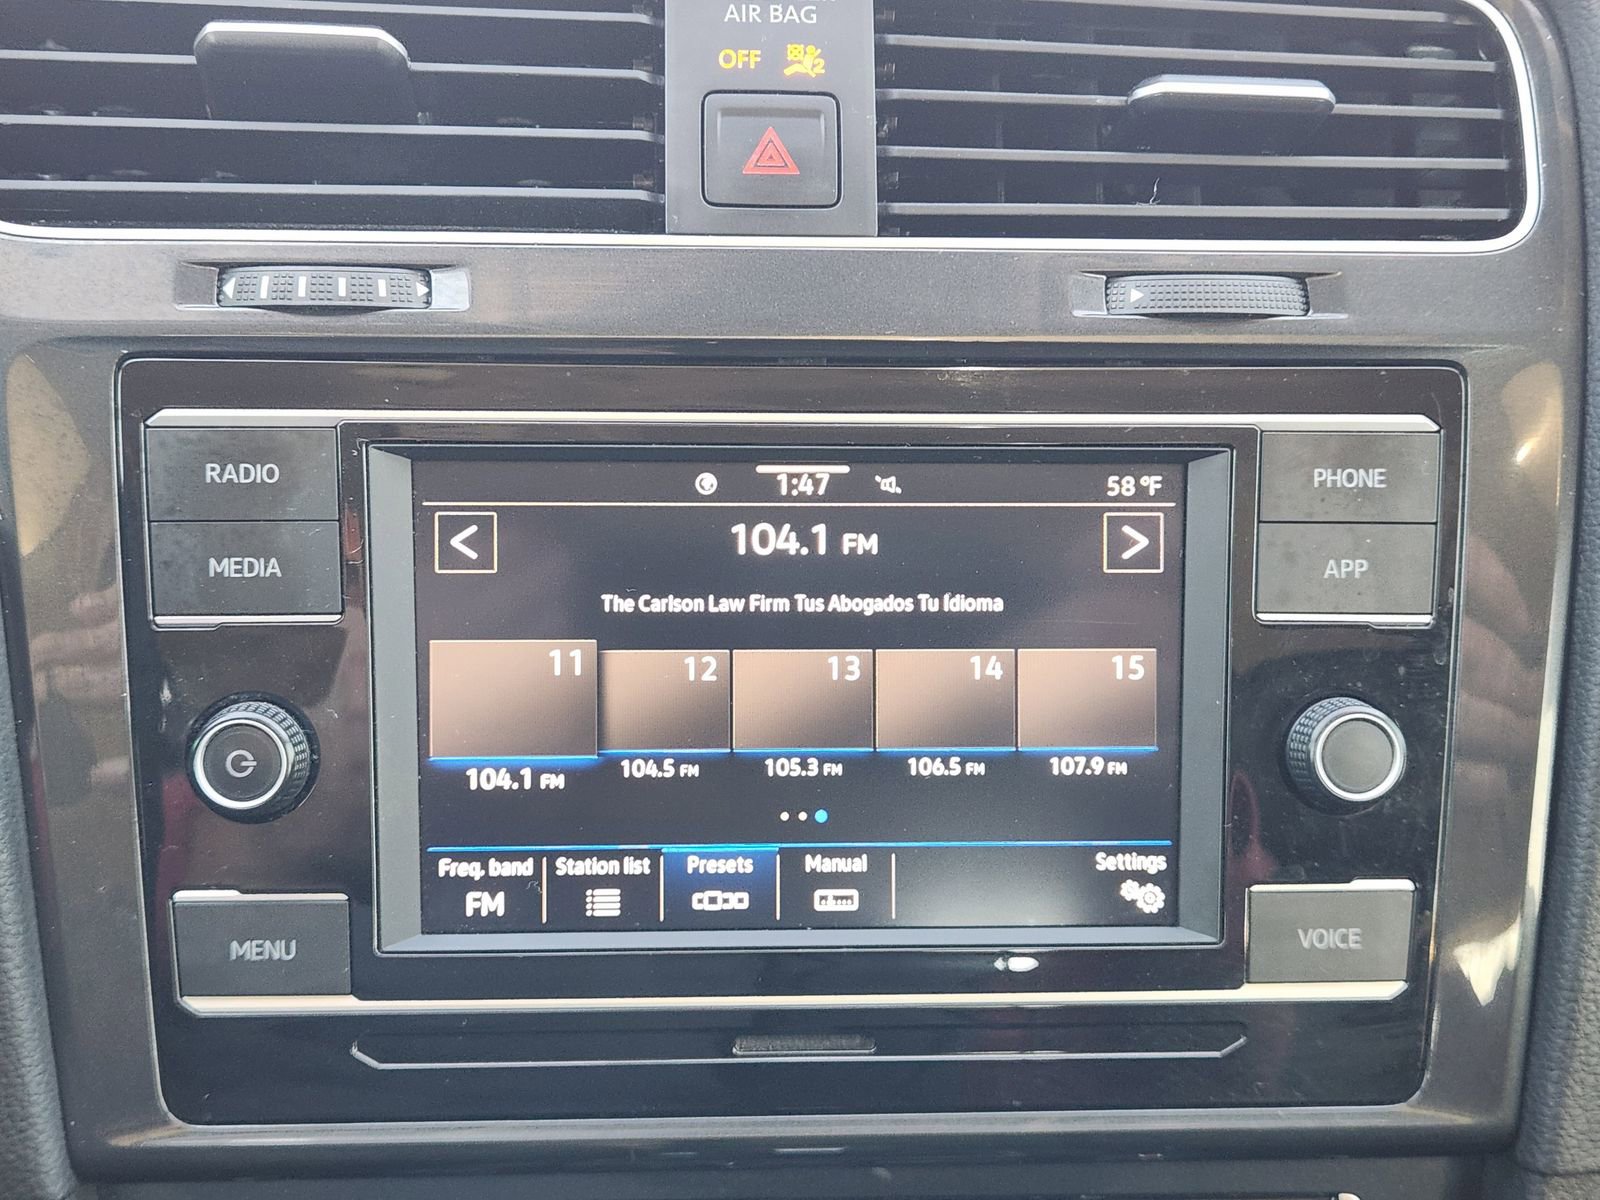 AIR BAG
OFF
2
1:47
58 °F
<
104.1 FM
>
The Carlson Law Firm Tus Abogados Tu Idioma
11 12 13 14 15
104.1 FM 104.5 FM 105.3 FM 106.5 FM 107.9 FM
Freq. band Station list Presets Manual Settings
FM
RADIO
MEDIA
MENU
PHONE
APP
VOICE